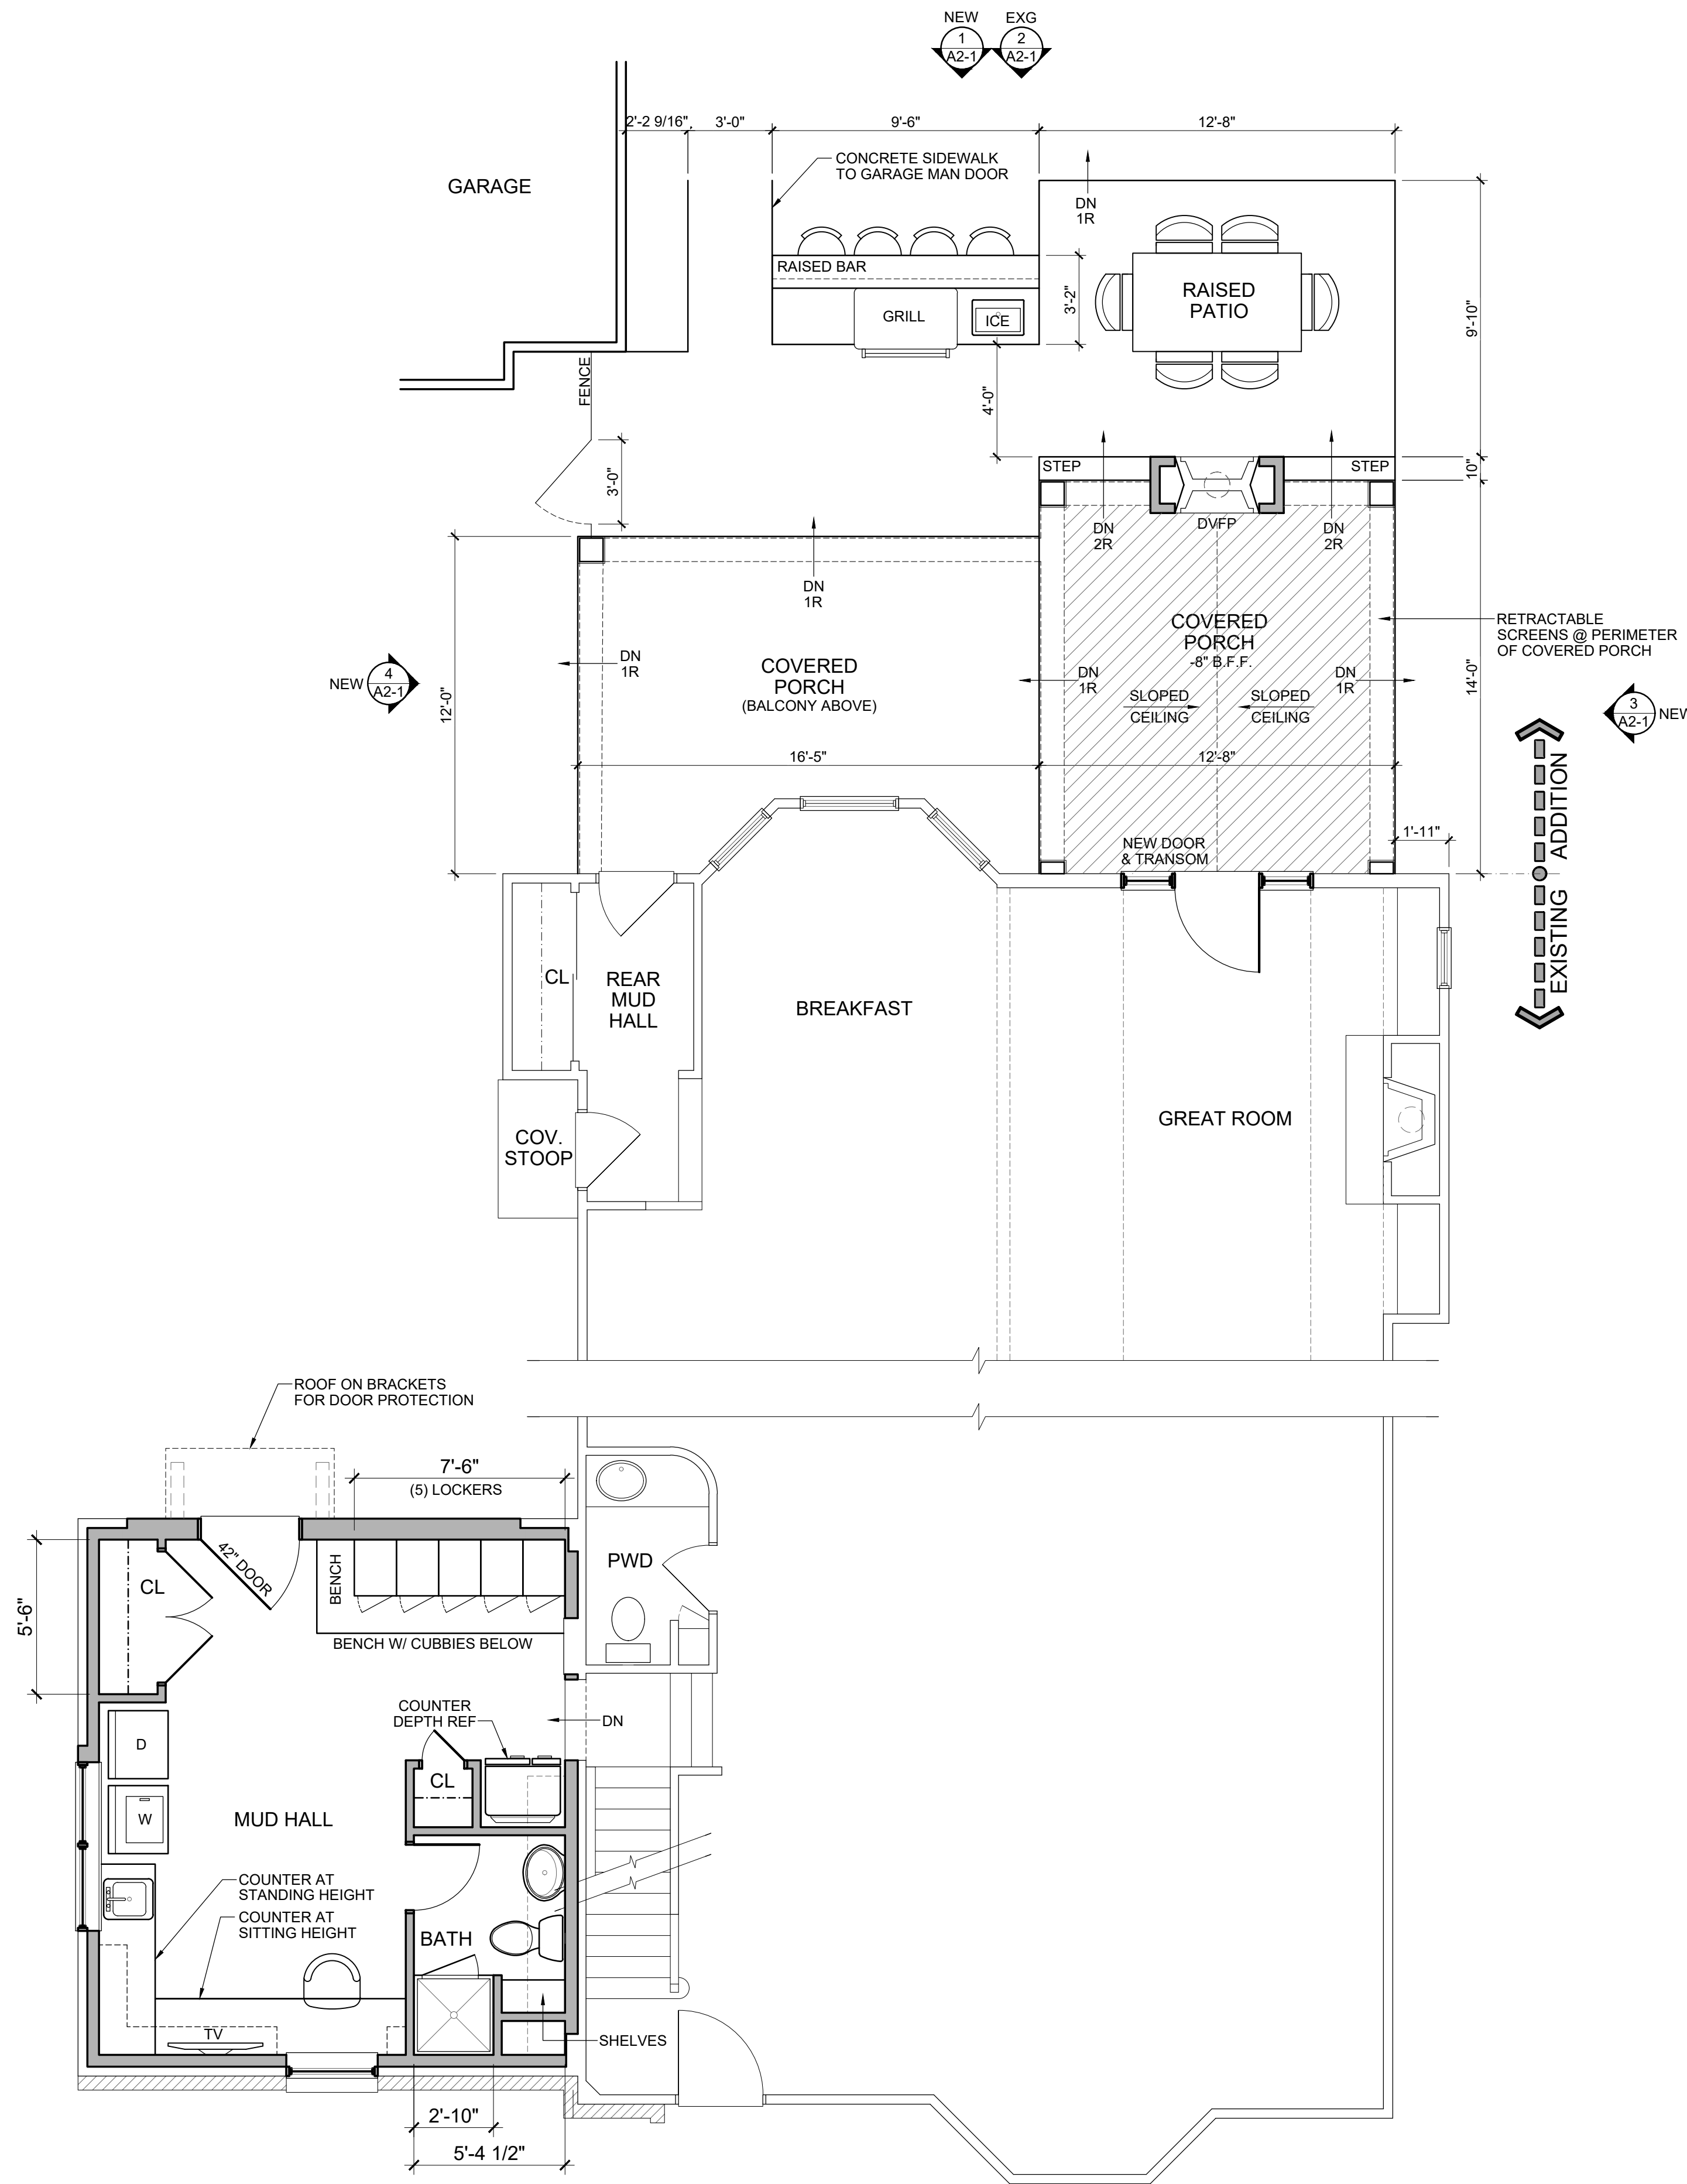 NEW
EXG
1
A2-1
2
A2-1
2'-2 9/16"
3'-0"
9'-6"
12'-8"
CONCRETE SIDEWALK
TO GARAGE MAN DOOR
GARAGE
DN
1R
RAISED BAR
GRILL
ICE
3'-2"
RAISED
PATIO
9'-10"
FENCE
4'-0"
3'-0"
STEP
STEP
10"
DVFP
DN
2R
DN
2R
DN
1R
COVERED
PORCH
-8" B.F.F.
RETRACTABLE
SCREENS @ PERIMETER
OF COVERED PORCH
DN
1R
COVERED
PORCH
(BALCONY ABOVE)
DN
1R
DN
1R
SLOPED
CEILING
SLOPED
CEILING
NEW
4
A2-1
12'-0"
14'-0"
3
A2-1
NEW
16'-5"
12'-8"
ADDITION
EXISTING
1'-11"
NEW DOOR
& TRANSOM
CL
REAR
MUD
HALL
BREAKFAST
GREAT ROOM
COV.
STOOP
ROOF ON BRACKETS
FOR DOOR PROTECTION
7'-6"
(5) LOCKERS
42" DOOR
BENCH
CL
PWD
5'-6"
BENCH W/ CUBBIES BELOW
COUNTER
DEPTH REF
DN
D
CL
W
MUD HALL
COUNTER AT
STANDING HEIGHT
COUNTER AT
SITTING HEIGHT
BATH
TV
SHELVES
2'-10"
5'-4 1/2"